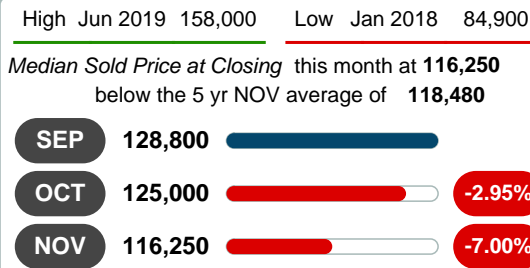 High Jun 2019 158,000 Low Jan 2018 84,900
Median Sold Price at Closing this month at 116,250
below the 5 yr NOV average of 118,480
SEP 128,800
OCT 125,000 -2.95%
NOV 116,250 -7.00%